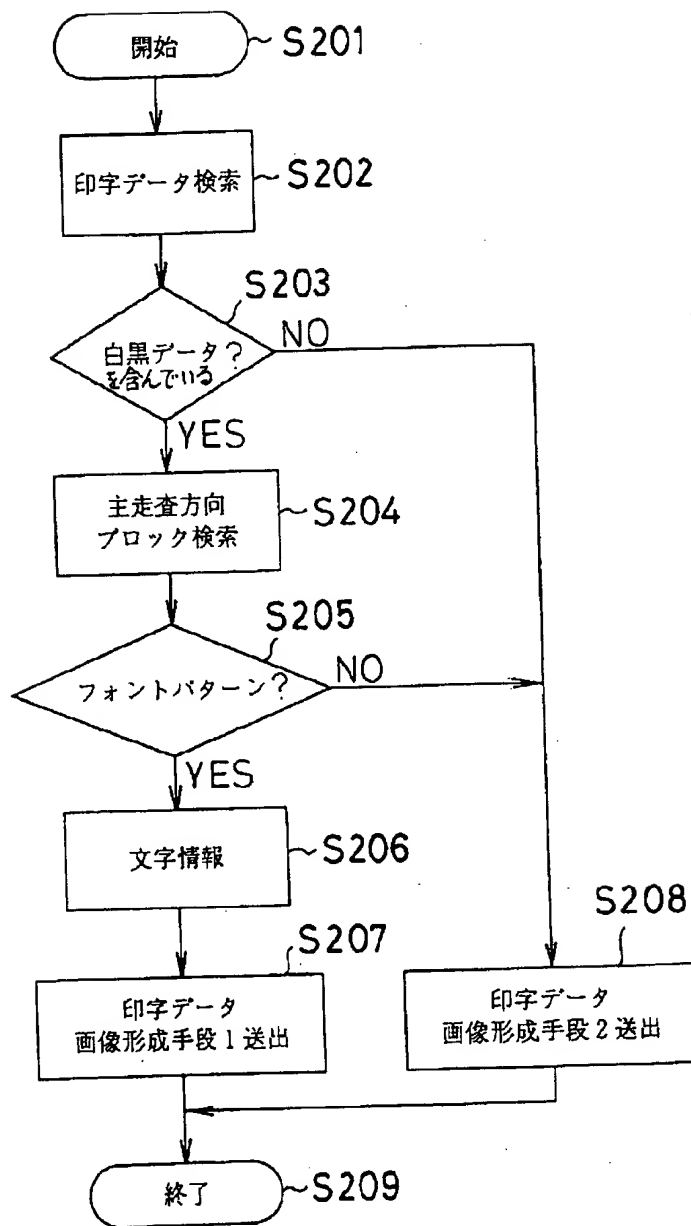 開始
S201
印字データ検索
S202
S203
白黒データ?
を含んでいる
NO
YES
主走査方向
ブロック検索
S204
S205
フォントパターン?
NO
YES
文字情報
S206
S207
印字データ
画像形成手段1送出
S208
印字データ
画像形成手段2送出
終了
S209